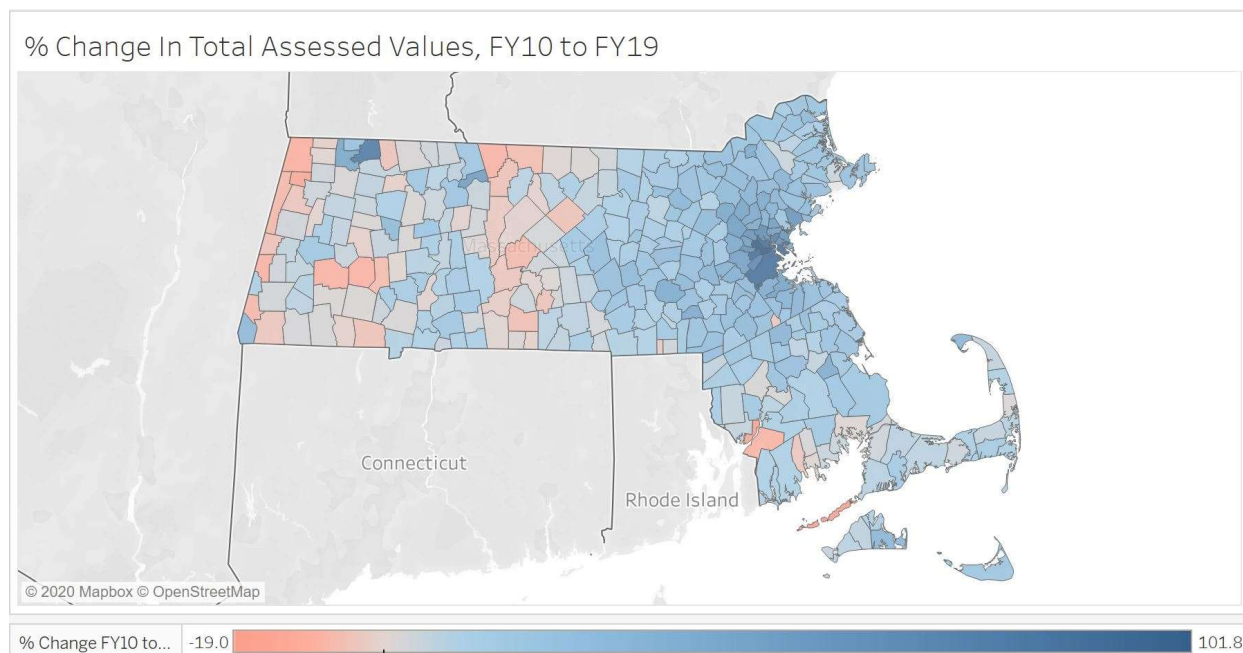 % Change In Total Assessed Values, FY10 to FY19
Massachusetts
Connecticut
Rhode Island
© 2020 Mapbox © OpenStreetMap
% Change FY10 to... -19.0 101.8